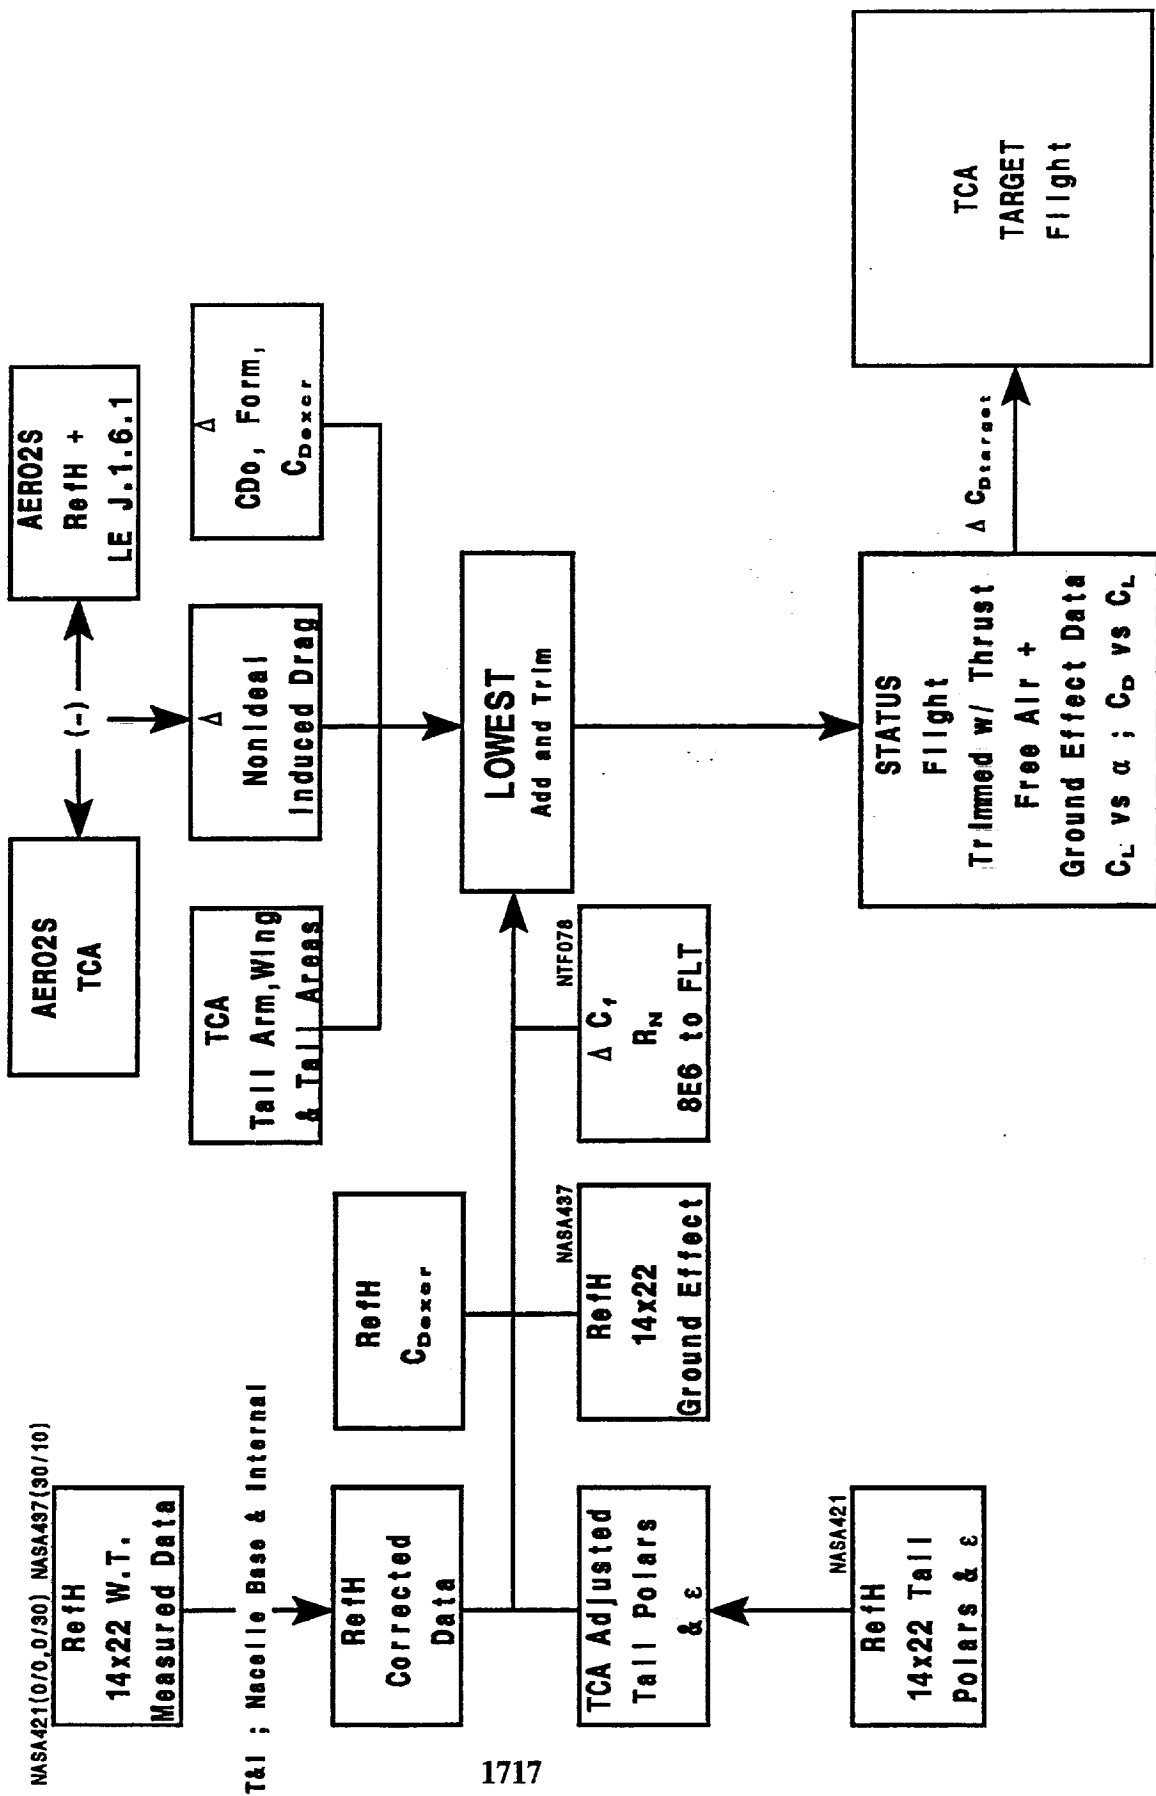 NASA421(0/0,0/30) NASA437(30/10)
RefH
14x22 W.T.
Measured Data
T&I ; Nacelle Base & Internal
RefH
Corrected
Data
TCA Adjusted
Tail Polars
& ε
NASA421
RefH
14x22 Tail
Polars & ε
RefH
C_Dexcr
NASA437
RefH
14x22
Ground Effect
NTF078
Δ C_f
R_N
8E6 to FLT
AERO2S
TCA
(-)
AERO2S
RefH +
LE J.1.6.1
TCA
Tail Arm,Wing
& Tail Areas
Δ
Nonideal
Induced Drag
Δ
CDo, Form,
C_Dexcr
LOWEST
Add and Trim
STATUS
Flight
Trimmed w/ Thrust
Free Air +
Ground Effect Data
C_L vs α ; C_D vs C_L
Δ C_Dtarget
TCA
TARGET
Flight
1717